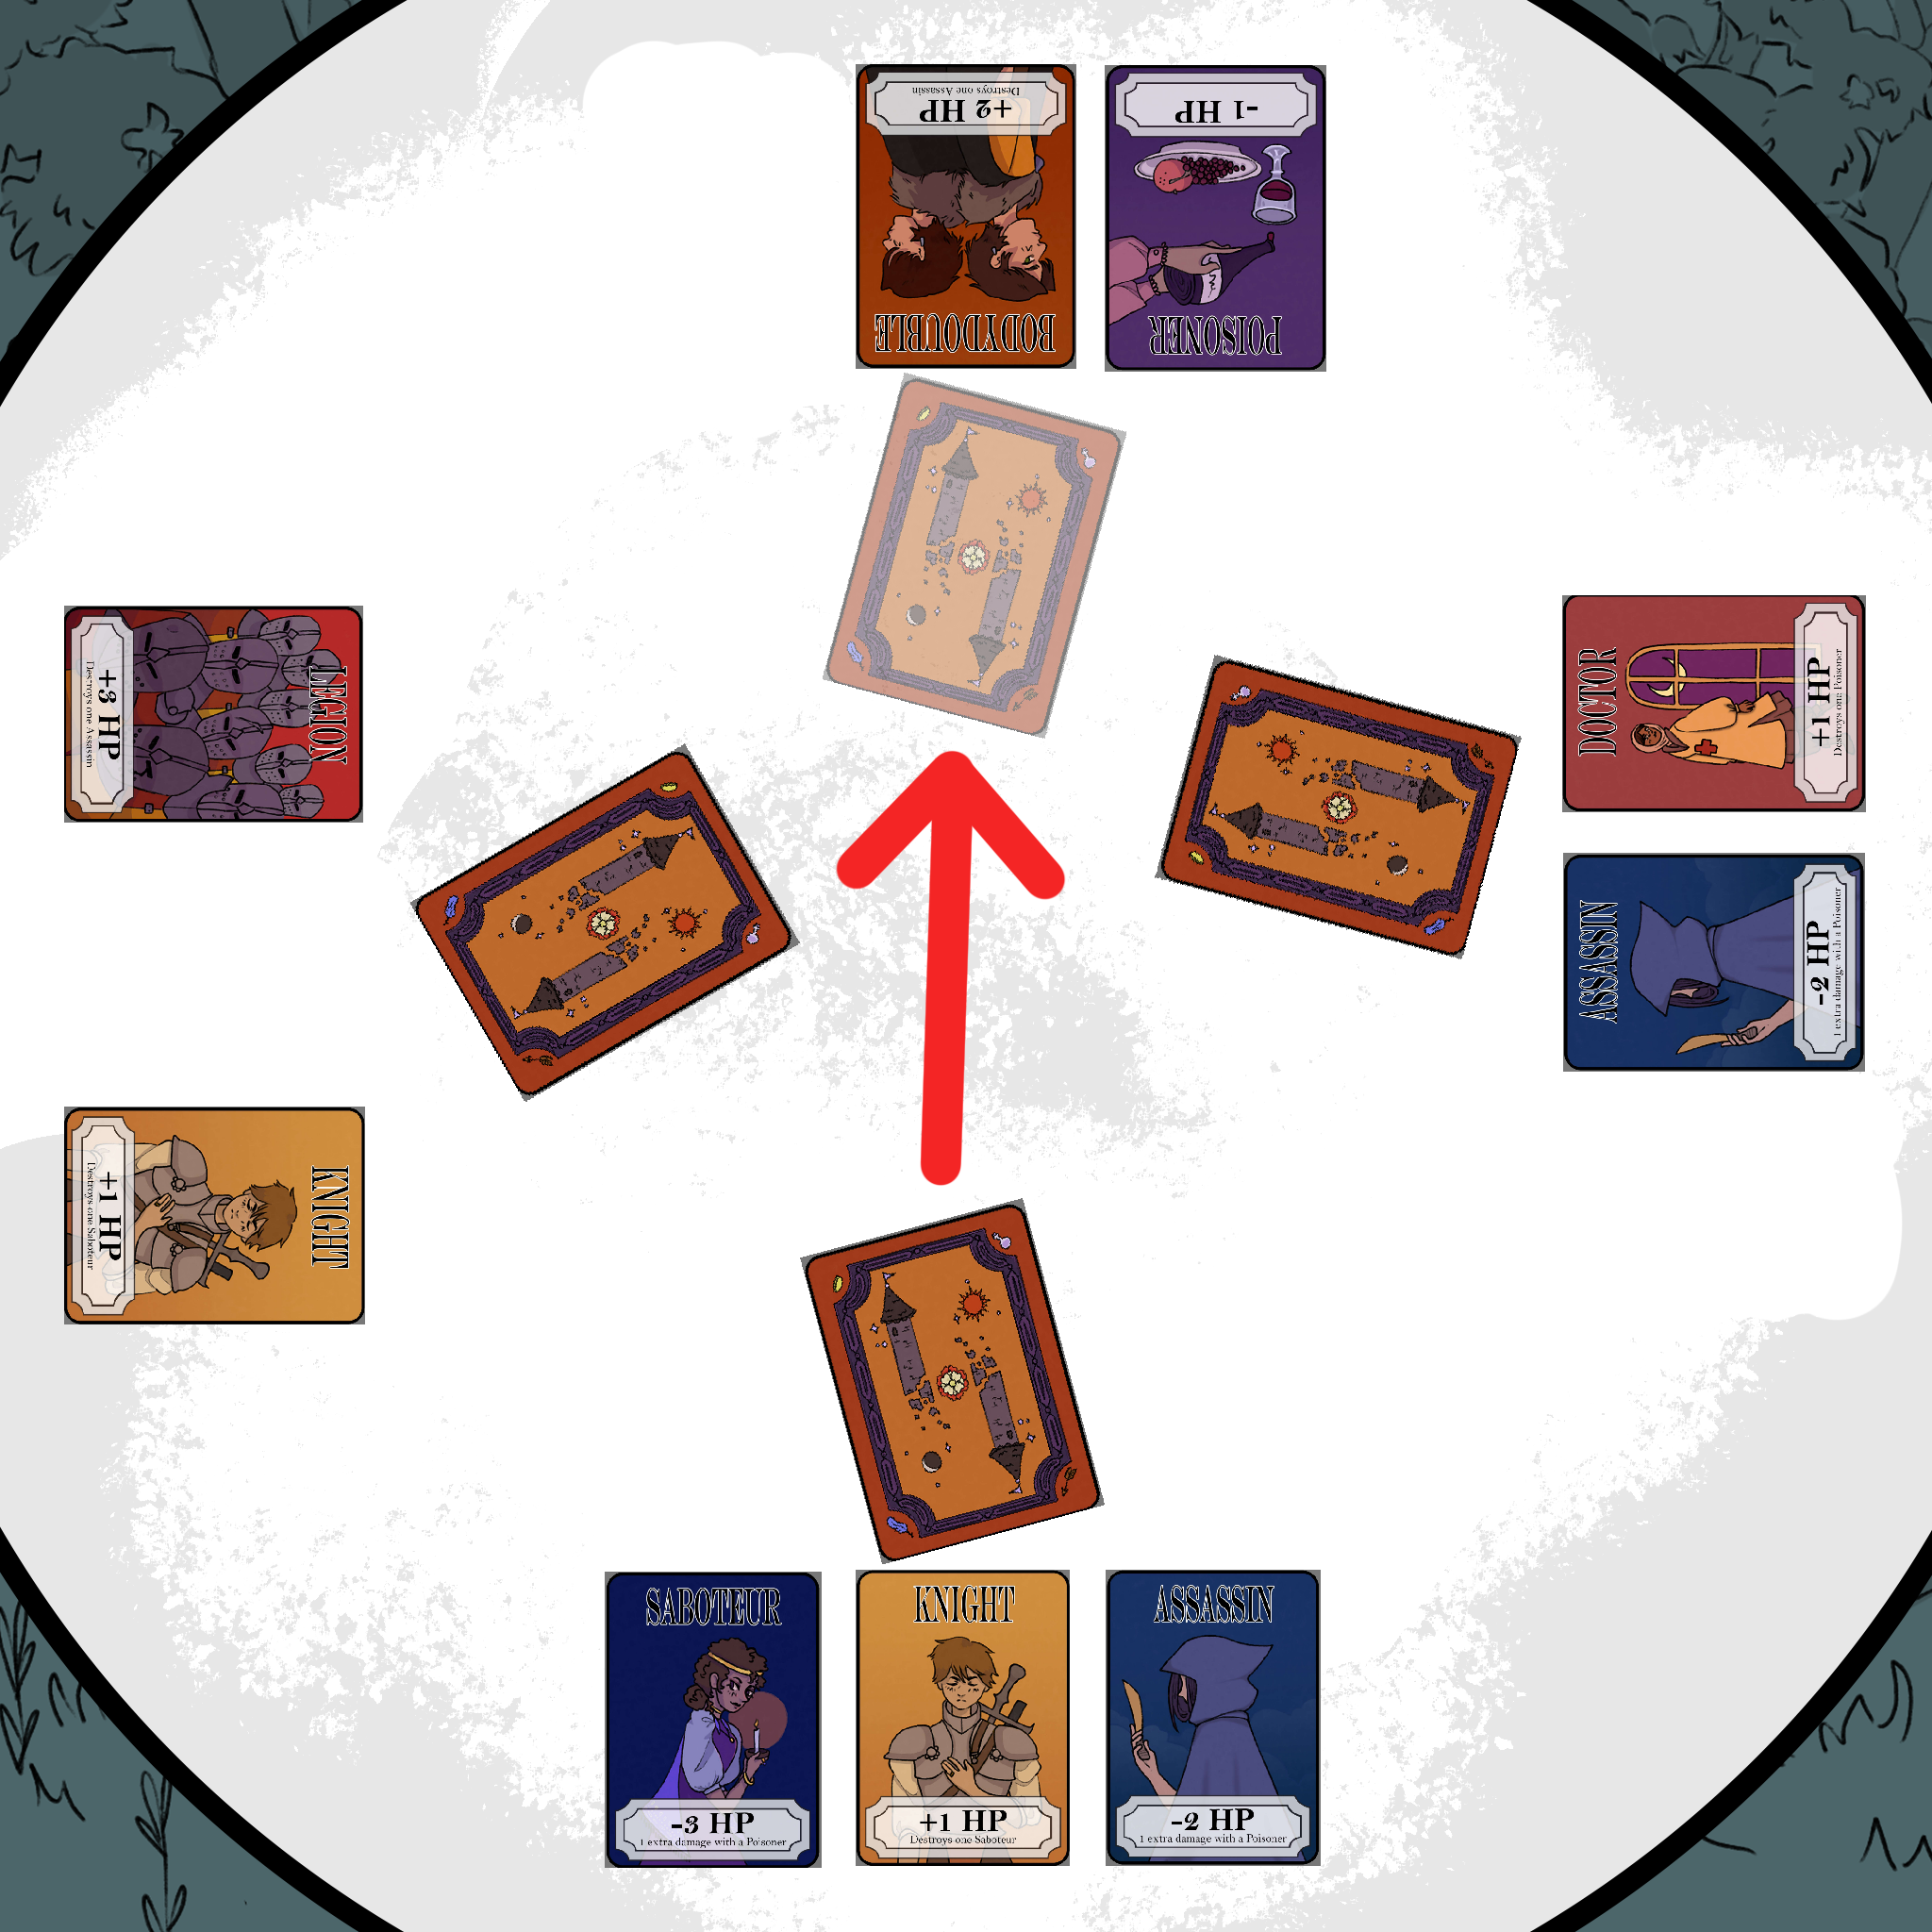 Destroys one Assassin
+2 HP
BODYDOUBLE
-1 HP
POISONER
LEGION
+3 HP
Destroys one Assassin
DOCTOR
+1 HP
Destroys one Poisoner
ASSASSIN
-2 HP
1 extra damage with a Poisoner
KNIGHT
+1 HP
Destroys one Saboteur
SABOTEUR
-3 HP
1 extra damage with a Poisoner
KNIGHT
+1 HP
Destroys one Saboteur
ASSASSIN
-2 HP
1 extra damage with a Poisoner